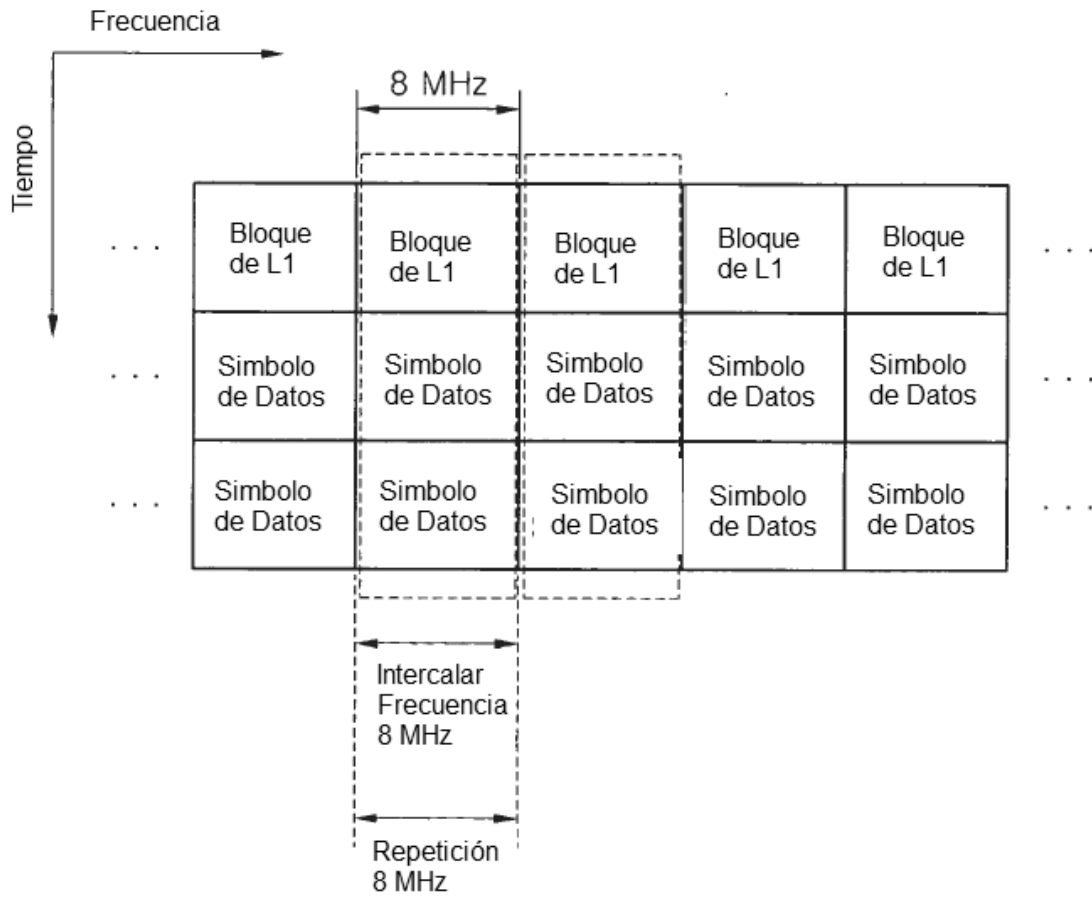 Frecuencia
8 MHz
Tiempo
. . . Bloque de L1 Bloque de L1 Bloque de L1 Bloque de L1 Bloque de L1 . . .
. . . Simbolo de Datos Simbolo de Datos Simbolo de Datos Simbolo de Datos Simbolo de Datos . . .
. . . Simbolo de Datos Simbolo de Datos Simbolo de Datos Simbolo de Datos Simbolo de Datos . . .
Intercalar
Frecuencia
8 MHz
Repetición
8 MHz